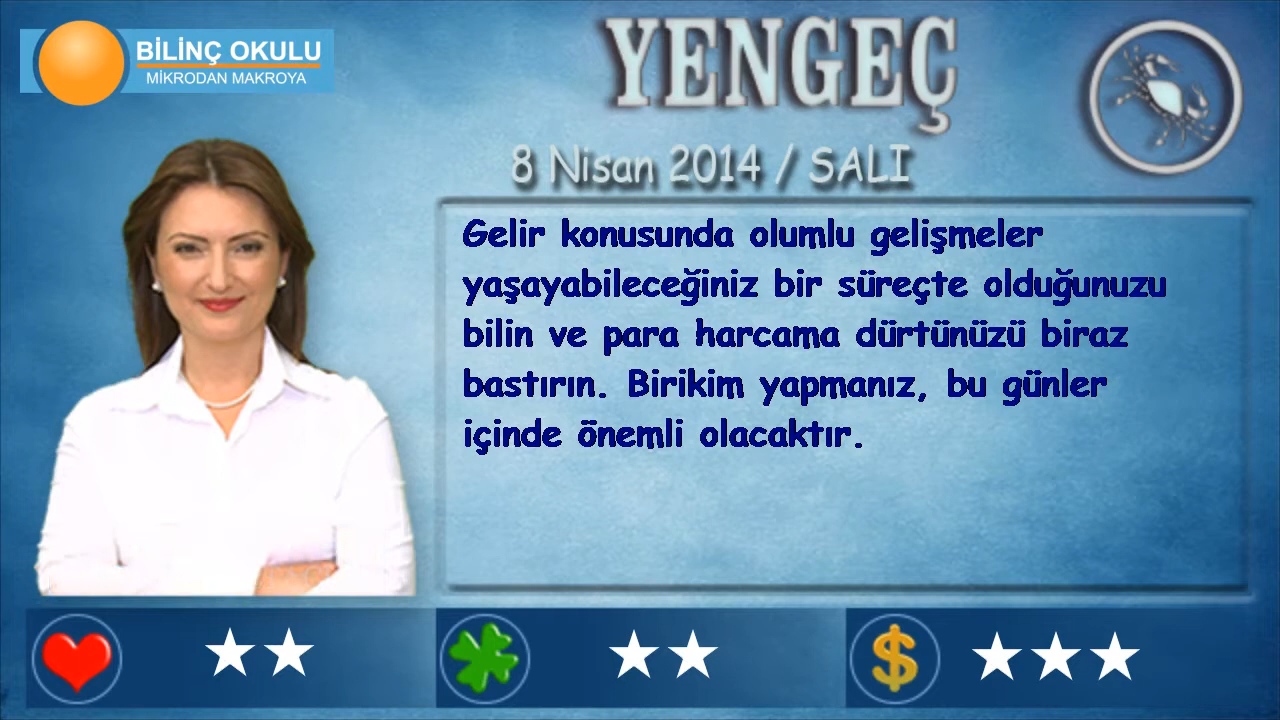 BİLİNÇ OKULU
MİKRODAN MAKROYA
YENGEÇ
8 Nisan 2014 / SALI
Gelir konusunda olumlu gelişmeler
yaşayabileceğiniz bir süreçte olduğunuzu
bilin ve para harcama dürtünüzü biraz
bastırın. Birikim yapmanız, bu günler
içinde önemli olacaktır.